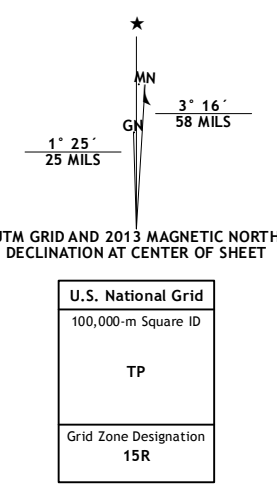 ★
MN
3° 16´
58 MILS
GN
1° 25´
25 MILS
UTM GRID AND 2013 MAGNETIC NORTH
DECLINATION AT CENTER OF SHEET
U.S. National Grid
100,000-m Square ID
TP
Grid Zone Designation
15R